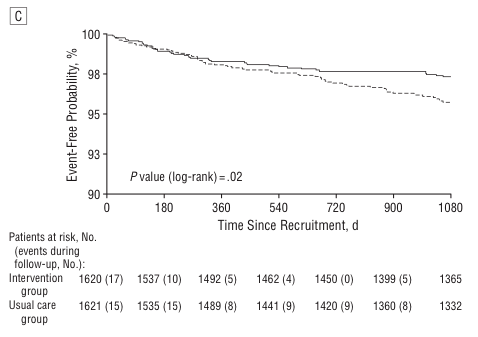 C
Event-Free Probability, %
100
98
95
93
90
P value (log-rank) = .02
0 180 360 540 720 900 1080
Time Since Recruitment, d
Patients at risk, No.
(events during
follow-up, No.):
Intervention 1620 (17) 1537 (10) 1492 (5) 1462 (4) 1450 (0) 1399 (5) 1365
group
Usual care 1621 (15) 1535 (15) 1489 (8) 1441 (9) 1420 (9) 1360 (8) 1332
group